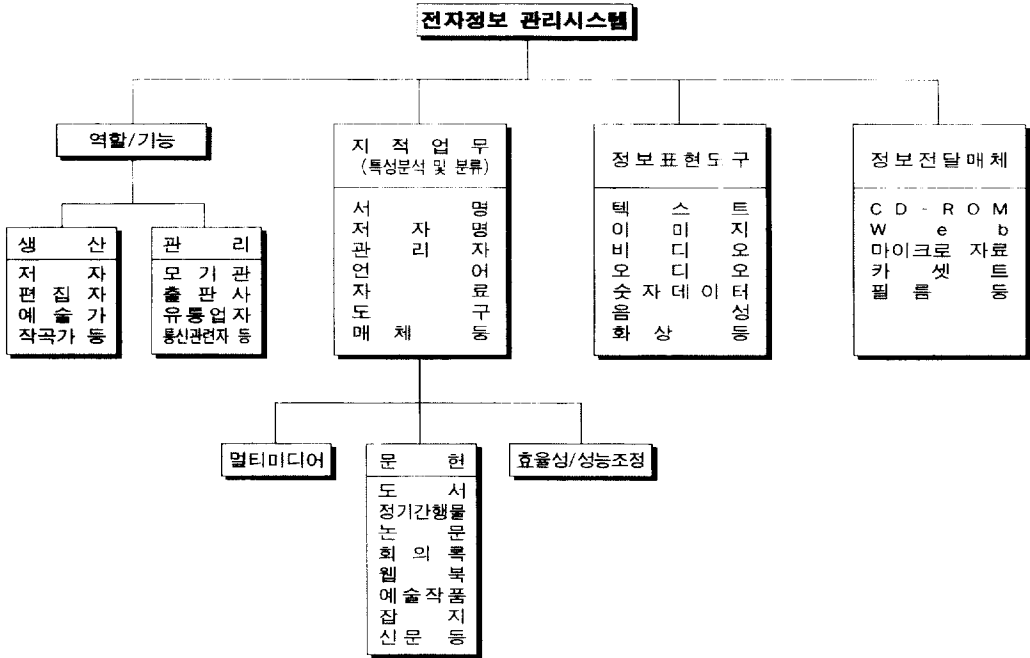 전자정보 관리시스템
역할/기능
생 산
저 자
편 집 자
예 술 가
작곡가 등
관 리
모 기 관
출 판 사
유통업자
통신관련자 등
지 적 업 무
(특성분석 및 분류)
서 명
저 자 명
관 리 자
언 어
자 료
도 구
매 체 등
멀티미디어
문 헌
도 서
정기간행물
논 문
회 의 록
웹 북
예술작품
잡 지
신문 등
효율성/성능조정
정보표현도구
텍 스 트
이 미 지
비 디 오
오 디 오
숫자데이터
음 성
화 상 등
정보전달매체
C D - R O M
W e b
마이크로 자료
카 셋 트
필 름 등